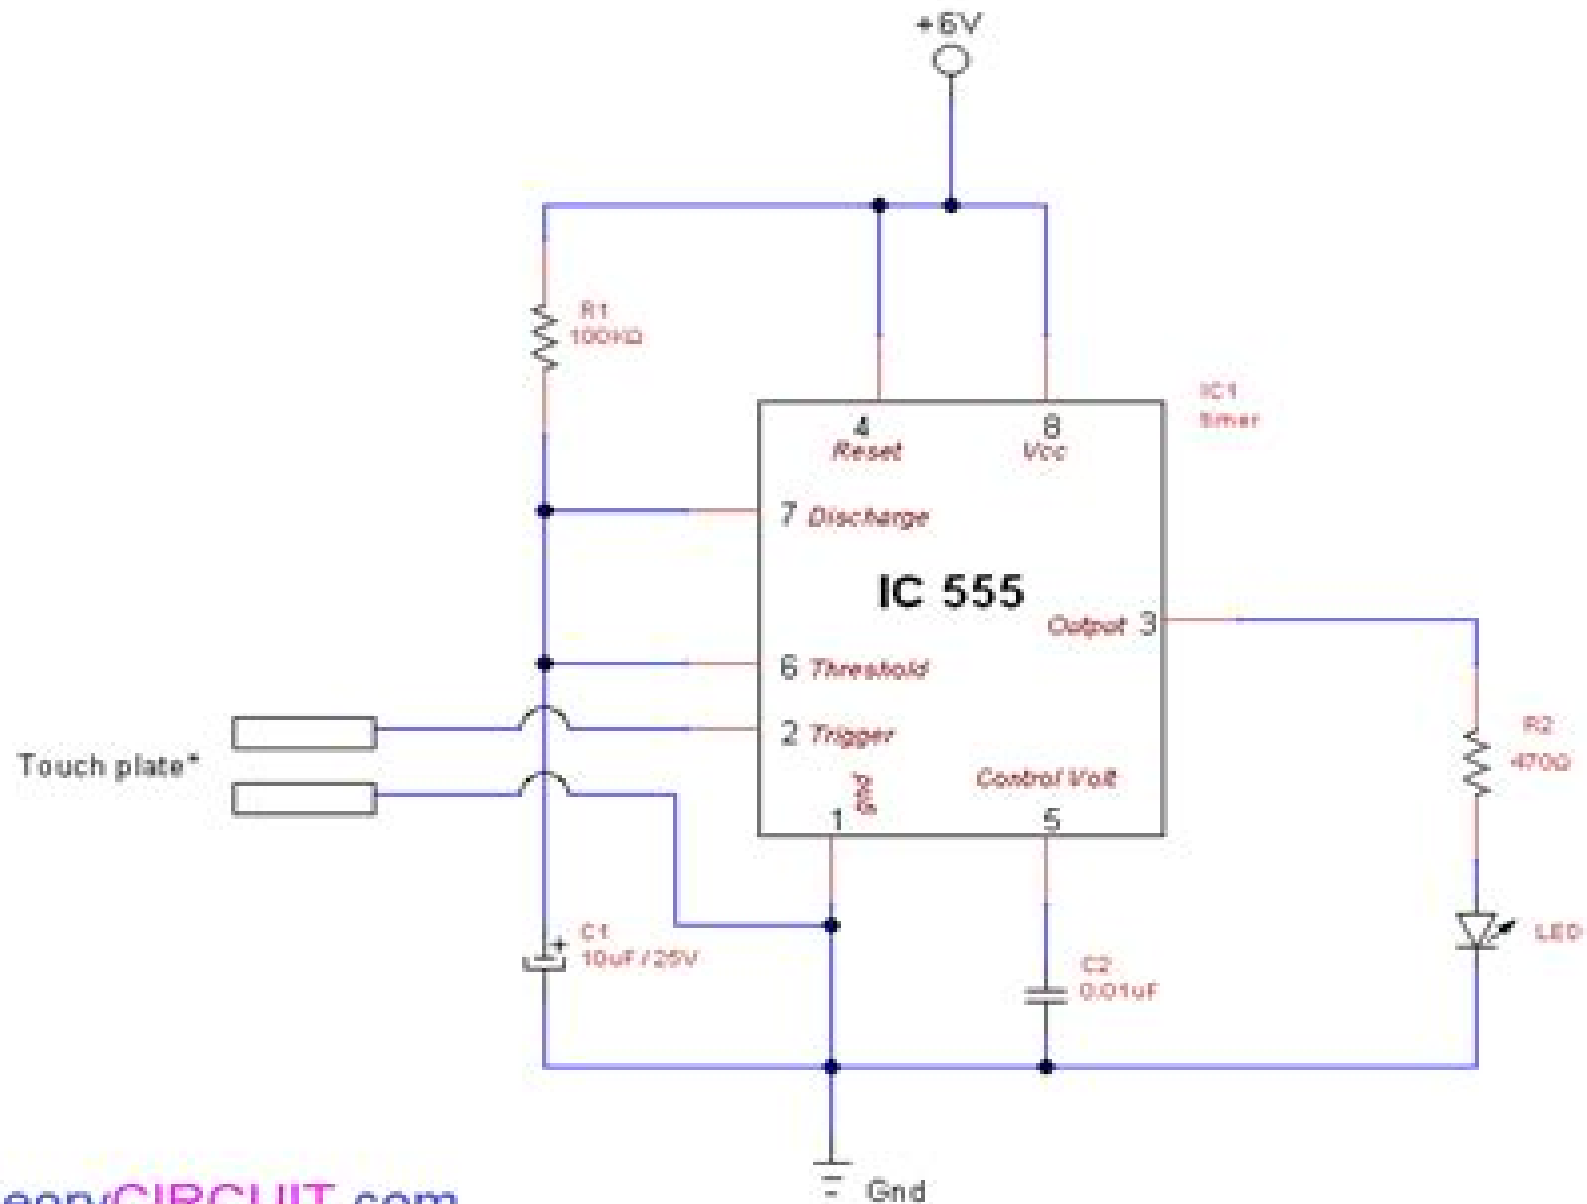 +6V
R1
100KΩ
IC1
timer
4
Reset
8
Vcc
7 Discharge
IC 555
Output 3
6 Threshold
2 Trigger
Touch plate*
gnd
1
Control Volt
5
R2
470Ω
C1
+
10uF/25V
LED
C2
0.01uF
Gnd
CIRCUIT.com